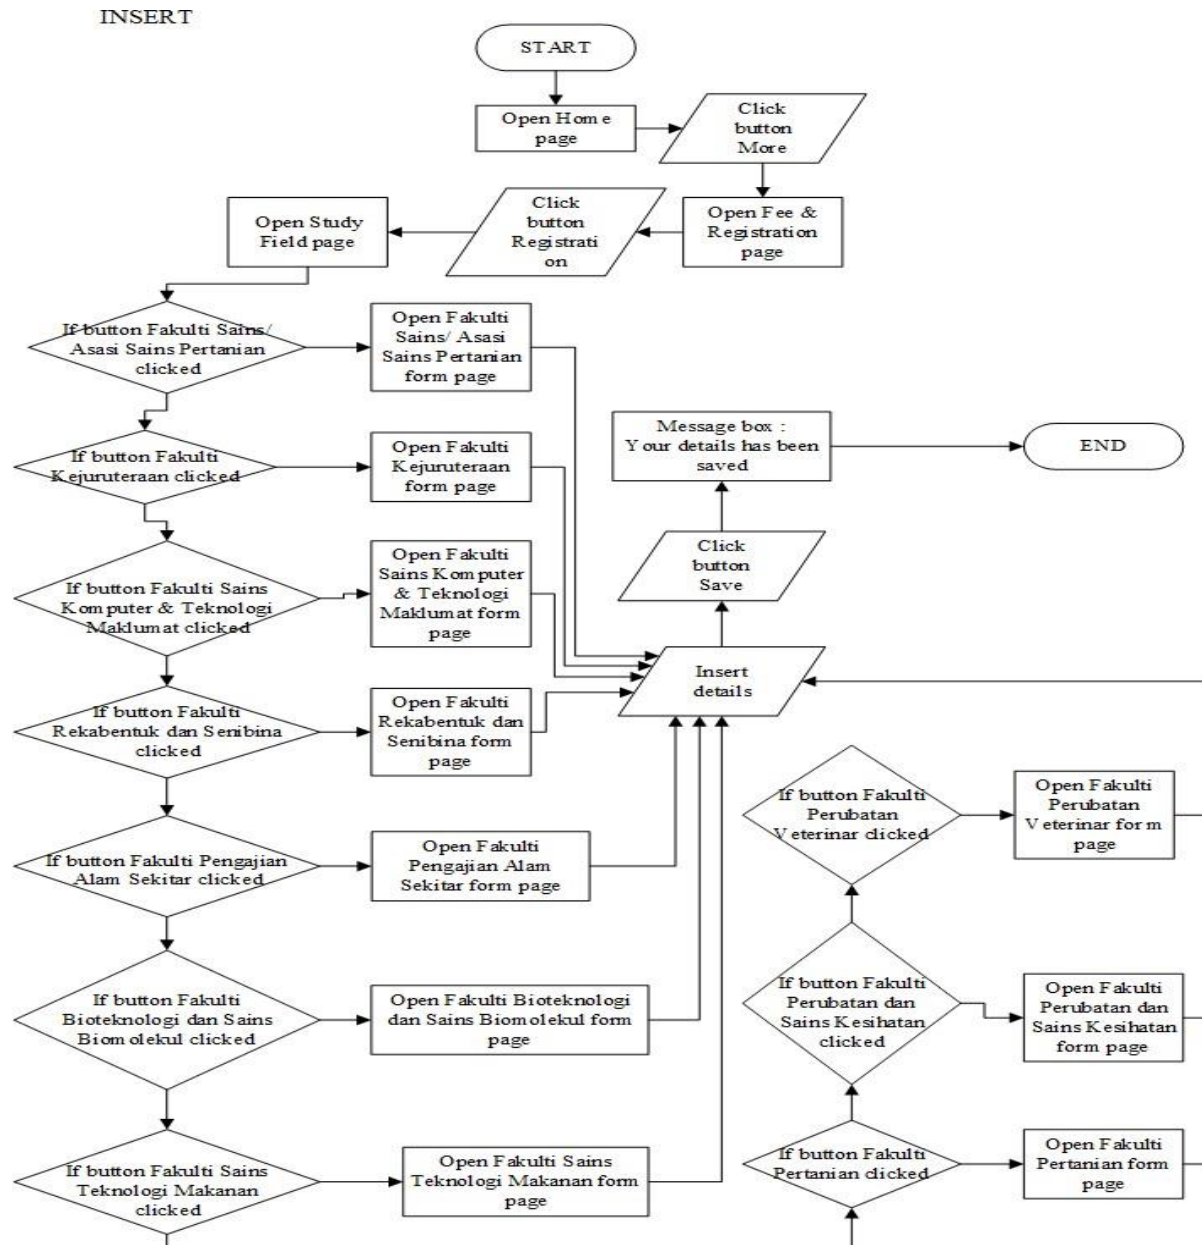 INSERT
START
Open Home
page
Click
button
More
Open Study
Field page
Click
button
Registrati
on
Open Fee &
Registration
page
If button Fakulti Sains/
Asasi Sains Pertanian
clicked
Open Fakulti
Sains/ Asasi
Sains Pertanian
form page
If button Fakulti
Kejuruteraan clicked
Open Fakulti
Kejuruteraan
form page
Message box :
Your details has been
saved
END
If button Fakulti Sains
Komputer & Teknologi
Maklumat clicked
Open Fakulti
Sains Komputer
& Teknologi
Maklumat form
page
Click
button
Save
Insert
details
If button Fakulti
Rekabentuk dan Senibina
clicked
Open Fakulti
Rekabentuk dan
Senibina form
page
If button Fakulti Pengajian
Alam Sekitar clicked
Open Fakulti
Pengajian Alam
Sekitar form page
If button Fakulti
Perubatan
Veterinar clicked
Open Fakulti
Perubatan
Veterinar form
page
If button Fakulti
Bioteknologi dan Sains
Biomolekul clicked
Open Fakulti Bioteknologi
dan Sains Biomolekul form
page
If button Fakulti
Perubatan dan
Sains Kesihatan
clicked
Open Fakulti
Perubatan dan
Sains Kesihatan
form page
If button Fakulti Sains
Teknologi Makanan
clicked
Open Fakulti Sains
Teknologi Makanan form
page
If button Fakulti
Pertanian clicked
Open Fakulti
Pertanian form
page